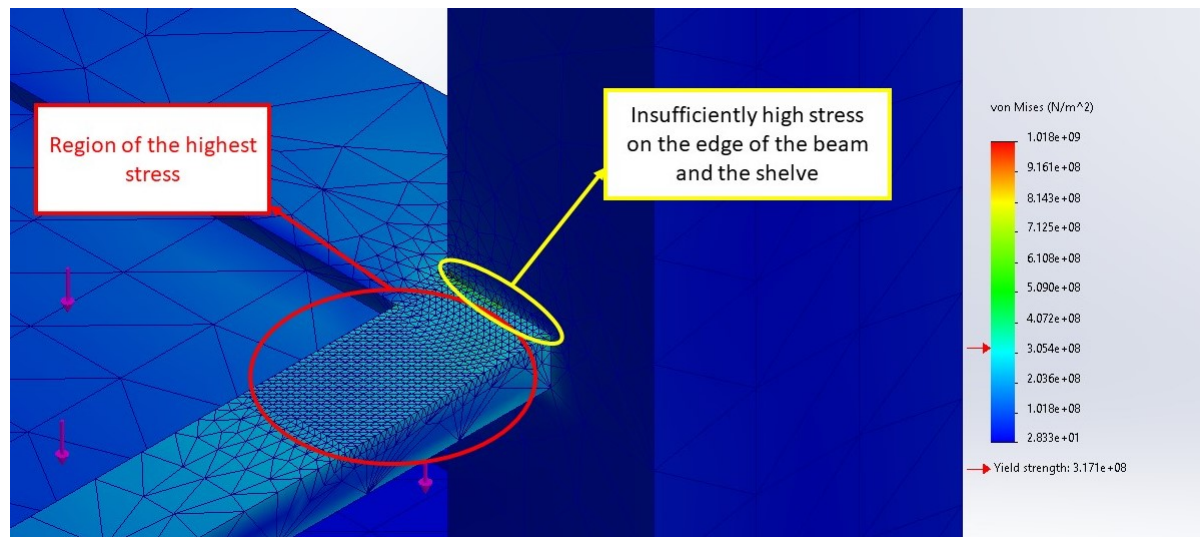 Region of the highest
stress
Insufficiently high stress
on the edge of the beam
and the shelve
von Mises (N/m^2)
1.018e+09
9.161e+08
8.143e+08
7.125e+08
6.108e+08
5.090e+08
4.072e+08
3.054e+08
2.036e+08
1.018e+08
2.833e+01
Yield strength: 3.171e+08